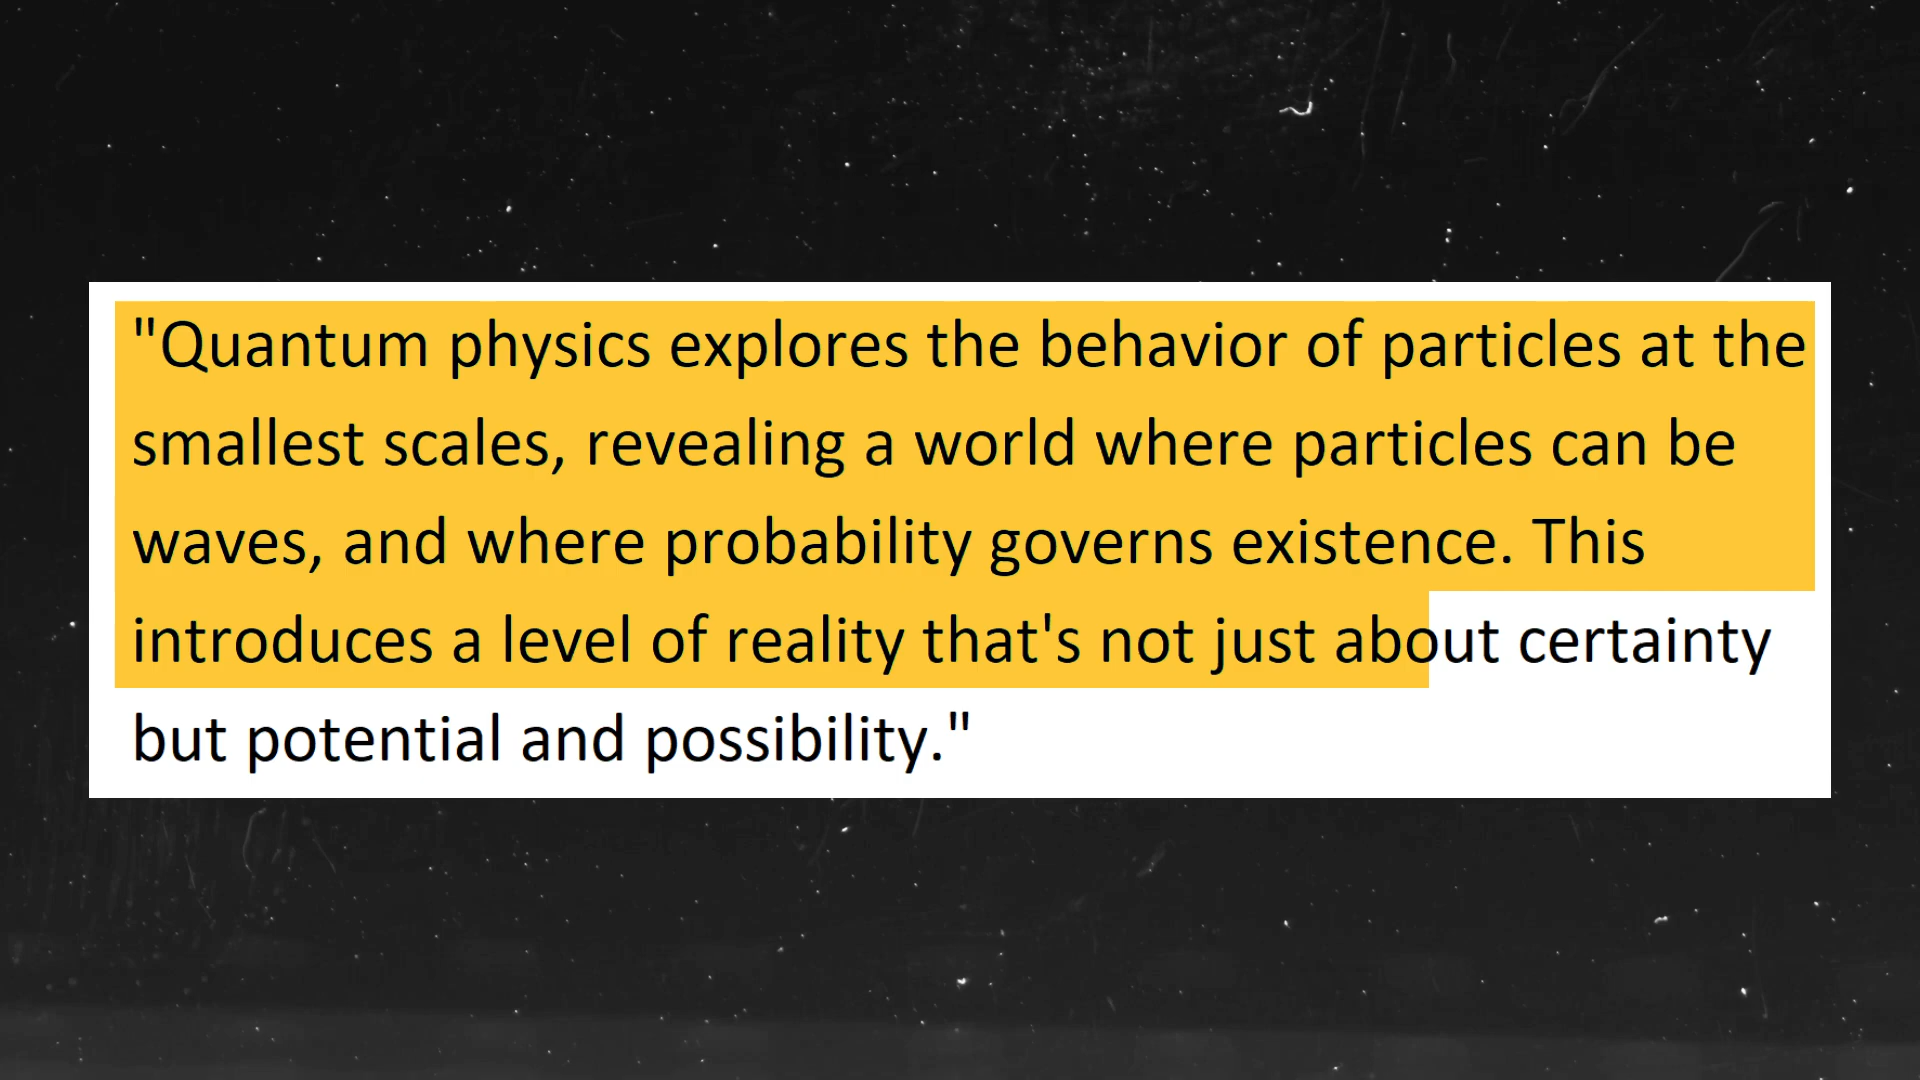 "Quantum physics explores the behavior of particles at the
smallest scales, revealing a world where particles can be
waves, and where probability governs existence. This
introduces a level of reality that's not just about certainty
but potential and possibility."